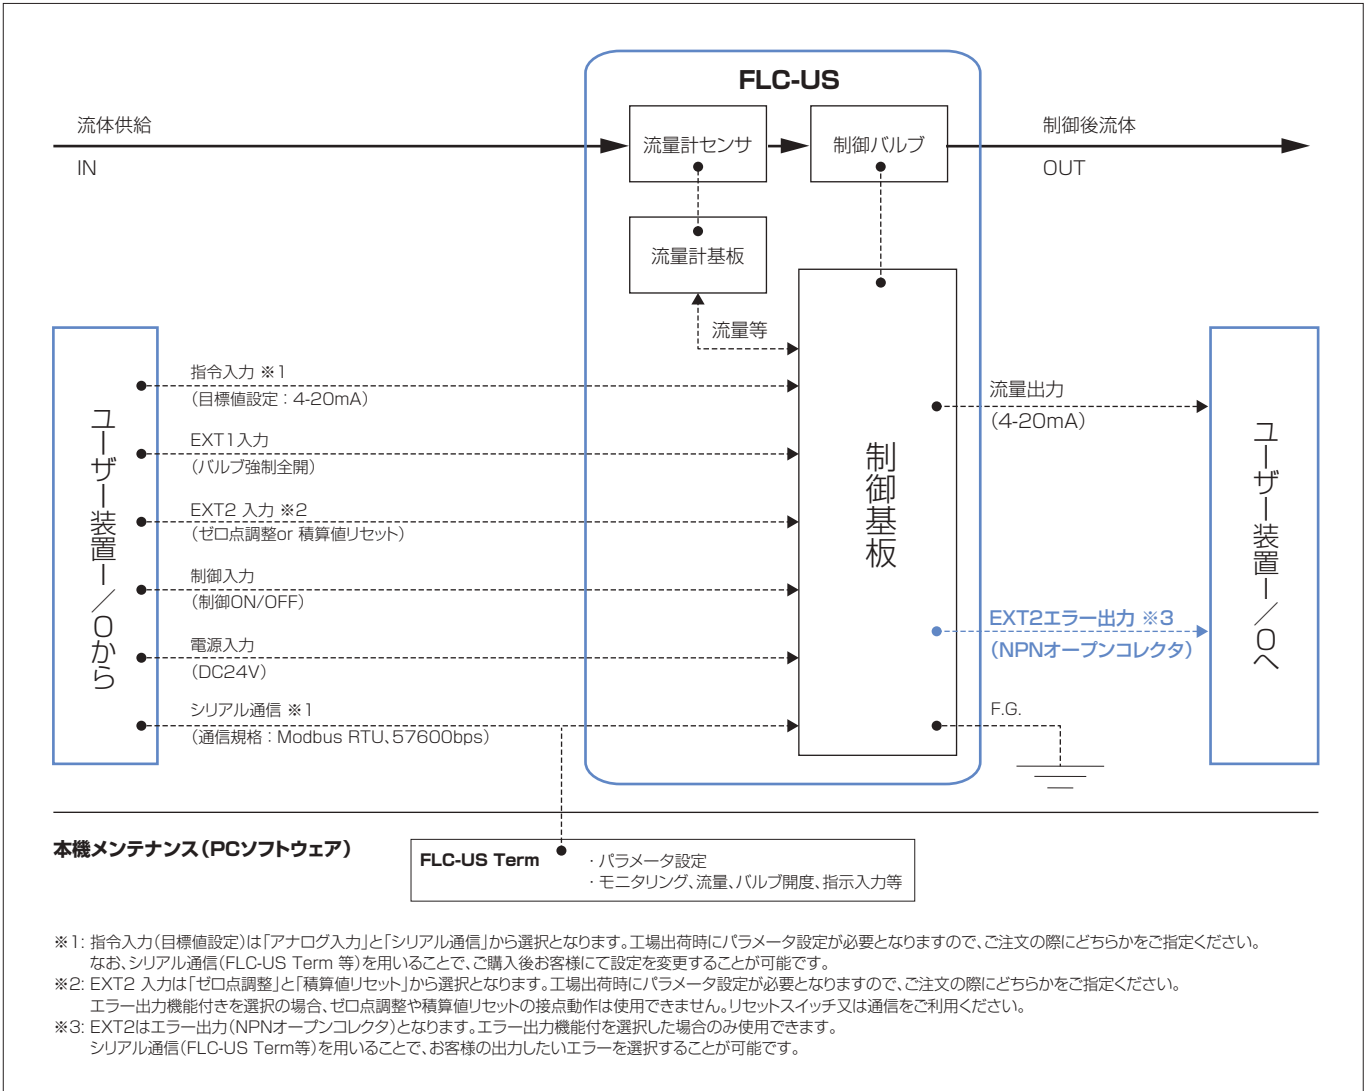 FLC-US
流体供給
IN
流量計センサ
制御バルブ
制御後流体
OUT
流量計基板
流量等
ユーザー装置I/Oから
指令入力 ※1
(目標値設定：4-20mA)
EXT1入力
(バルブ強制全開)
EXT2 入力 ※2
(ゼロ点調整or 積算値リセット)
制御入力
(制御ON/OFF)
電源入力
(DC24V)
シリアル通信 ※1
(通信規格：Modbus RTU、57600bps)
制御基板
流量出力
(4-20mA)
EXT2エラー出力 ※3
(NPNオープンコレクタ)
F.G.
ユーザー装置I/Oへ
本機メンテナンス(PCソフトウェア)
FLC-US Term
・パラメータ設定
・モニタリング、流量、バルブ開度、指示入力等
※1: 指令入力(目標値設定)は「アナログ入力」と「シリアル通信」から選択となります。工場出荷時にパラメータ設定が必要となりますので、ご注文の際にどちらかをご指定ください。
なお、シリアル通信(FLC-US Term 等)を用いることで、ご購入後お客様にて設定を変更することが可能です。
※2: EXT2 入力は「ゼロ点調整」と「積算値リセット」から選択となります。工場出荷時にパラメータ設定が必要となりますので、ご注文の際にどちらかをご指定ください。
エラー出力機能付きを選択の場合、ゼロ点調整や積算値リセットの接点動作は使用できません。リセットスイッチ又は通信をご利用ください。
※3: EXT2はエラー出力(NPNオープンコレクタ)となります。エラー出力機能付を選択した場合のみ使用できます。
シリアル通信(FLC-US Term等)を用いることで、お客様の出力したいエラーを選択することが可能です。